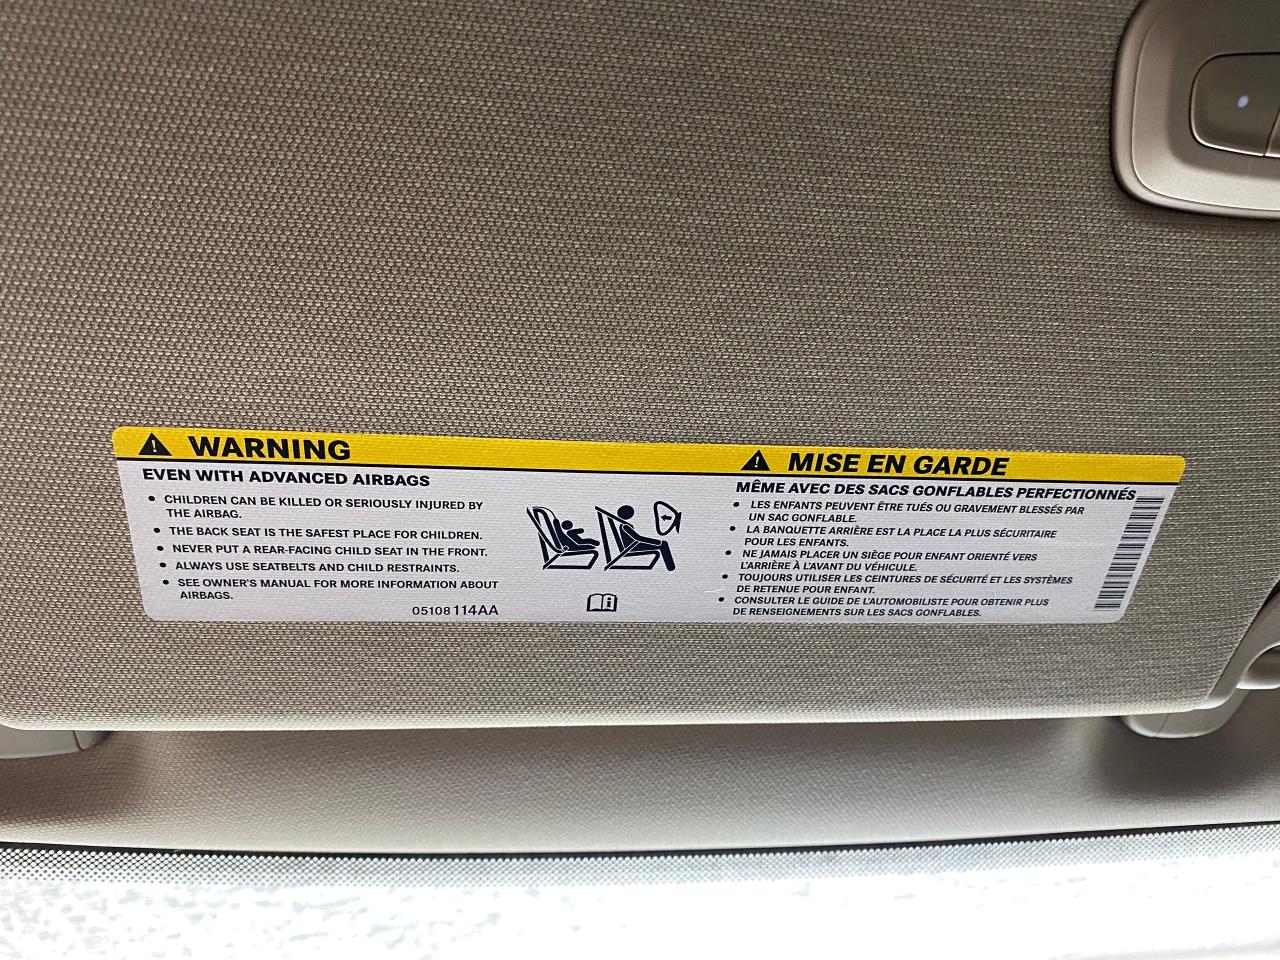 WARNING
EVEN WITH ADVANCED AIRBAGS
• CHILDREN CAN BE KILLED OR SERIOUSLY INJURED BY
THE AIRBAG.
• THE BACK SEAT IS THE SAFEST PLACE FOR CHILDREN.
• NEVER PUT A REAR-FACING CHILD SEAT IN THE FRONT.
• ALWAYS USE SEATBELTS AND CHILD RESTRAINTS.
• SEE OWNER'S MANUAL FOR MORE INFORMATION ABOUT
AIRBAGS.
05108114AA
MISE EN GARDE
MÊME AVEC DES SACS GONFLABLES PERFECTIONNÉS
• LES ENFANTS PEUVENT ÊTRE TUÉS OU GRAVEMENT BLESSÉS PAR
UN SAC GONFLABLE.
• LA BANQUETTE ARRIÈRE EST LA PLACE LA PLUS SÉCURITAIRE
POUR LES ENFANTS.
• NE JAMAIS PLACER UN SIÈGE POUR ENFANT ORIENTÉ VERS
L'ARRIÈRE À L'AVANT DU VÉHICULE.
• TOUJOURS UTILISER LES CEINTURES DE SÉCURITÉ ET LES SYSTÈMES
DE RETENUE POUR ENFANT.
• CONSULTER LE GUIDE DE L'AUTOMOBILISTE POUR OBTENIR PLUS
DE RENSEIGNEMENTS SUR LES SACS GONFLABLES.